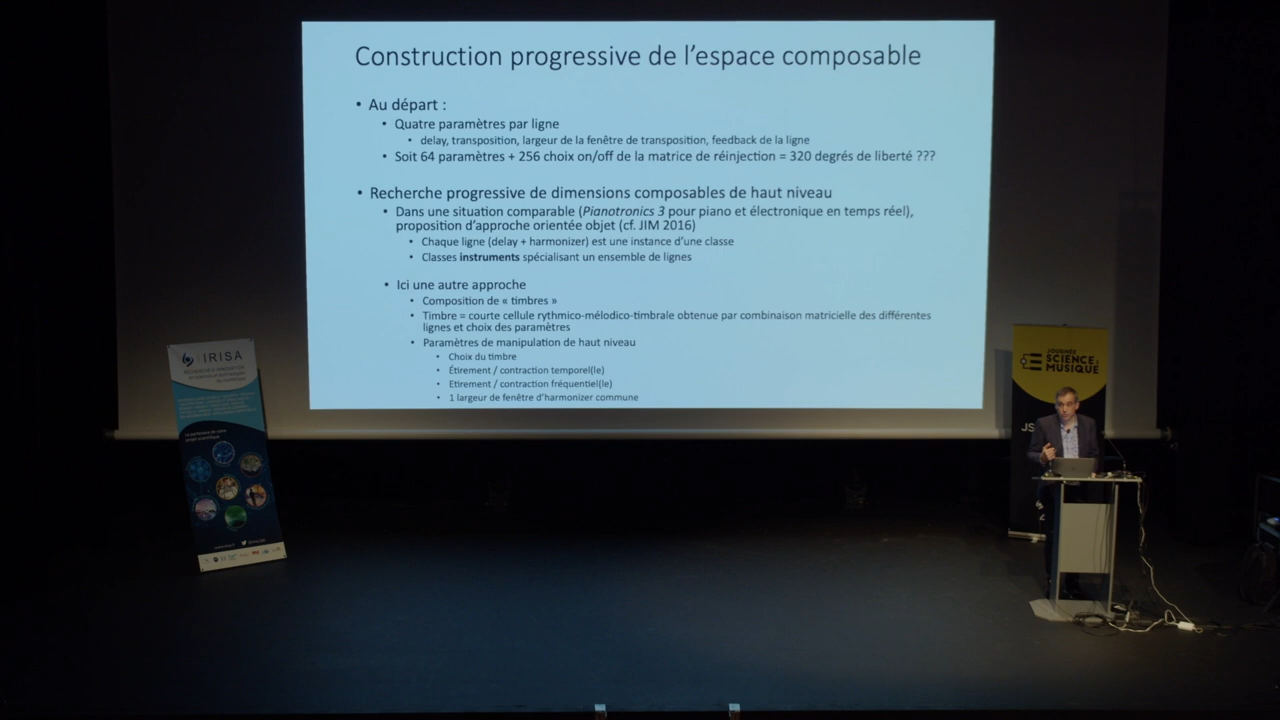 Construction progressive de l'espace composable
• Au départ :
• Quatre paramètres par ligne
• delay, transposition, largeur de la fenêtre de transposition, feedback de la ligne
• Soit 64 paramètres + 256 choix on/off de la matrice de réinjection = 320 degrés de liberté ???
• Recherche progressive de dimensions composables de haut niveau
• Dans une situation comparable (Pianotronics 3 pour piano et électronique en temps réel),
proposition d'approche orientée objet (cf. JIM 2016)
• Chaque ligne (delay + harmonizer) est une instance d'une classe
• Classes instruments spécialisant un ensemble de lignes
• Ici une autre approche
• Composition de « timbres »
• Timbre = courte cellule rythmico-mélodico-timbrale obtenue par combinaison matricielle des différentes
lignes et choix des paramètres
• Paramètres de manipulation de haut niveau
• Choix du timbre
• Étirement / contraction temporel(le)
• Etirement / contraction fréquentiel(le)
• 1 largeur de fenêtre d'harmonizer commune
IRISA
JOURNÉE
SCIENCE &
MUSIQUE
JS